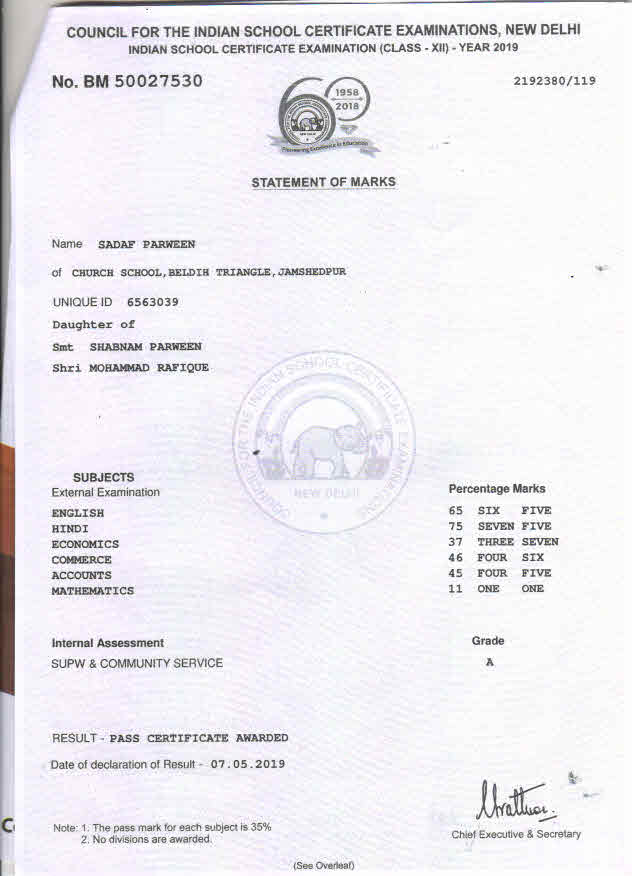 COUNCIL FOR THE INDIAN SCHOOL CERTIFICATE EXAMINATIONS, NEW DELHI
INDIAN SCHOOL CERTIFICATE EXAMINATION (CLASS - XII) - YEAR 2019
No. BM 50027530
2192380/119
60
1958
2018
NEW DELHI
Pioneering Excellence in Education
STATEMENT OF MARKS
Name SADAF PARWEEN
of CHURCH SCHOOL,BELDIH TRIANGLE,JAMSHEDPUR
UNIQUE ID 6563039
Daughter of
Smt SHABNAM PARWEEN
Shri MOHAMMAD RAFIQUE
COUNCIL FOR THE INDIAN SCHOOL CERTIFICATE EXAMINATIONS
NEW DELHI
SUBJECTS
External Examination Percentage Marks
ENGLISH 65 SIX FIVE
HINDI 75 SEVEN FIVE
ECONOMICS 37 THREE SEVEN
COMMERCE 46 FOUR SIX
ACCOUNTS 45 FOUR FIVE
MATHEMATICS 11 ONE ONE
Internal Assessment Grade
SUPW & COMMUNITY SERVICE A
RESULT - PASS CERTIFICATE AWARDED
Date of declaration of Result - 07.05.2019
Note: 1. The pass mark for each subject is 35%
2. No divisions are awarded.
Chief Executive & Secretary
(See Overleaf)